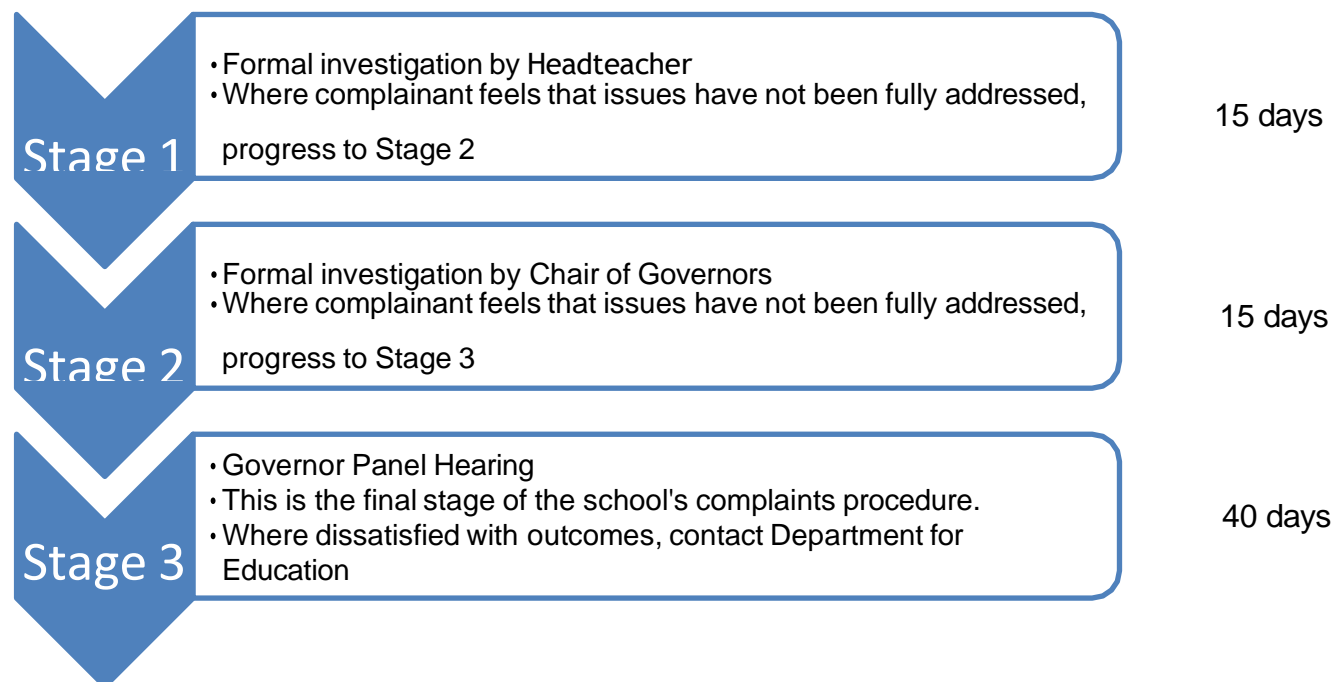 Stage 1
• Formal investigation by Headteacher
• Where complainant feels that issues have not been fully addressed,
progress to Stage 2
15 days
Stage 2
• Formal investigation by Chair of Governors
• Where complainant feels that issues have not been fully addressed,
progress to Stage 3
15 days
Stage 3
• Governor Panel Hearing
• This is the final stage of the school's complaints procedure.
• Where dissatisfied with outcomes, contact Department for
Education
40 days